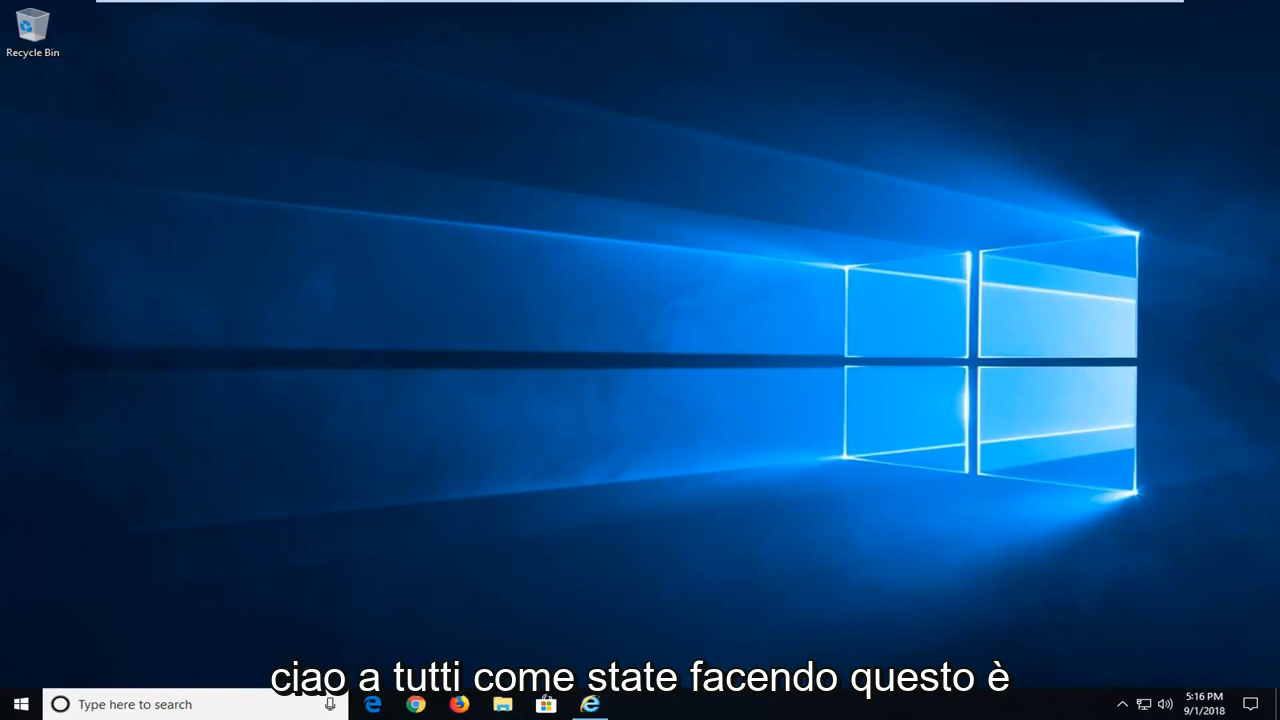 Recycle Bin
ciao a tutti come state facendo questo è
Type here to search
5:16 PM
9/1/2018